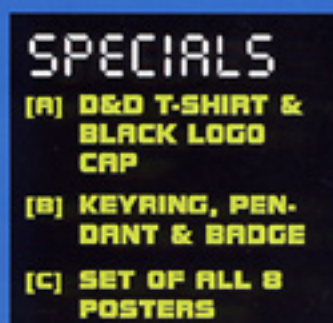 SPECIALS
[A] D&D T-SHIRT &
BLACK LOGO
CAP
[B] KEYRING, PEN-
DANT & BADGE
[C] SET OF ALL 8
POSTERS